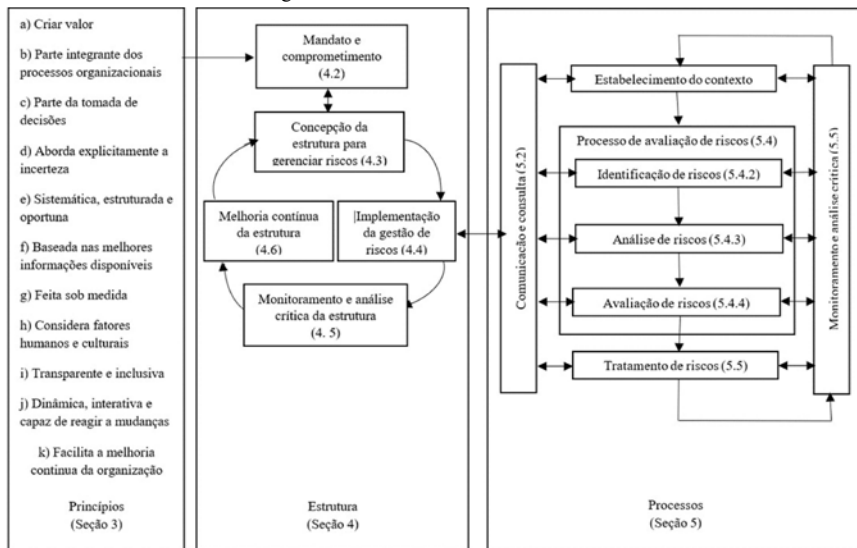 a) Criar valor
b) Parte integrante dos
processos organizacionais
c) Parte da tomada de
decisões
d) Aborda explicitamente a
incerteza
e) Sistemática, estruturada e
oportuna
f) Baseada nas melhores
informações disponíveis
g) Feita sob medida
h) Considera fatores
humanos e culturais
i) Transparente e inclusiva
j) Dinâmica, interativa e
capaz de reagir a mudanças
k) Facilita a melhoria
continua da organização
Princípios
(Seção 3)
Mandato e
comprometimento
(4.2)
Concepção da
estrutura para
gerenciar riscos (4.3)
Melhoria contínua
da estrutura
(4.6)
|Implementação
da gestão de
riscos (4.4)
Monitoramento e análise
crítica da estrutura
(4. 5)
Estrutura
(Seção 4)
Comunicação e consulta (5.2)
Estabelecimento do contexto
Processo de avaliação de riscos (5.4)
Identificação de riscos (5.4.2)
Análise de riscos (5.4.3)
Avaliação de riscos (5.4.4)
Tratamento de riscos (5.5)
Monitoramento e análise crítica (5.5)
Processos
(Seção 5)